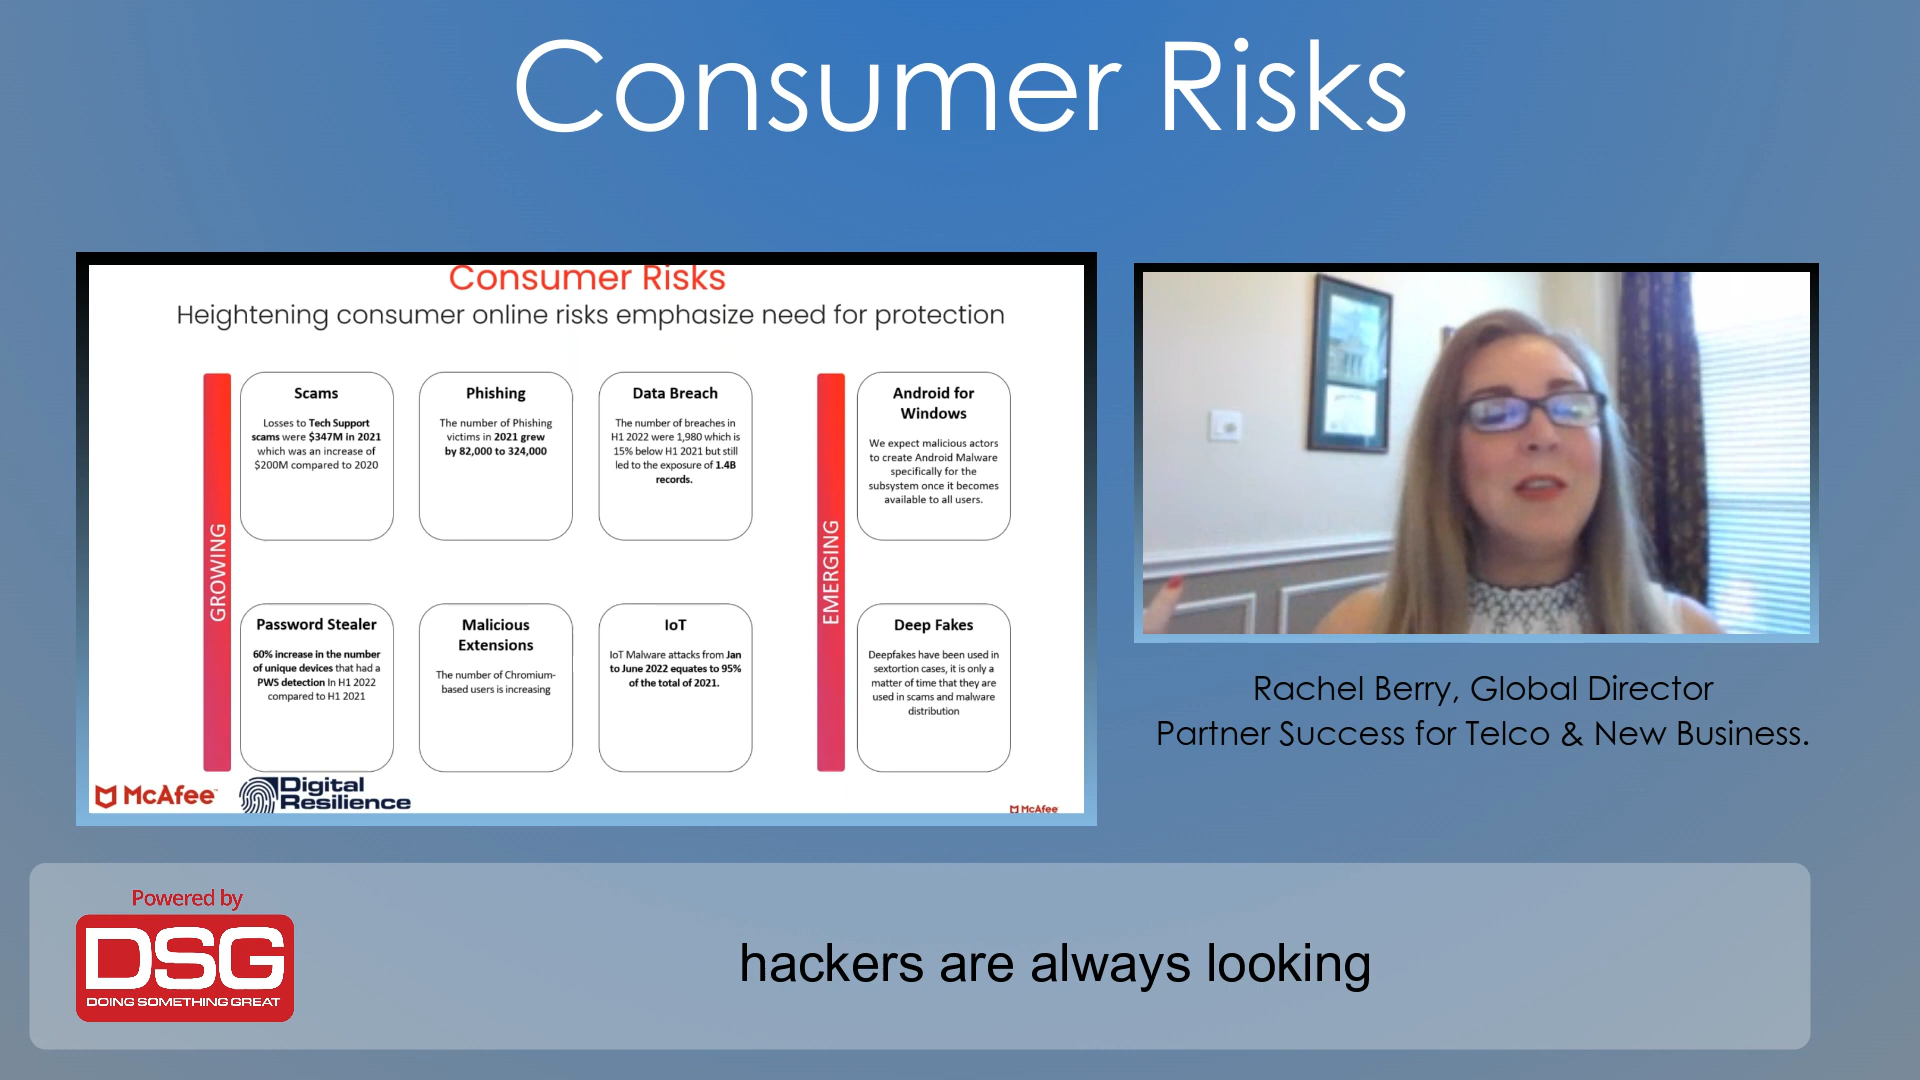 Consumer Risks
Consumer Risks
Heightening consumer online risks emphasize need for protection
GROWING
Scams
Losses to Tech Support
scams were $347M in 2021
which was an increase of
$200M compared to 2020
Phishing
The number of Phishing
victims in 2021 grew
by 82,000 to 324,000
Data Breach
The number of breaches in
H1 2022 were 1,980 which is
15% below H1 2021 but still
led to the exposure of 1.4B
records.
Password Stealer
60% increase in the number
of unique devices that had a
PWS detection In H1 2022
compared to H1 2021
Malicious
Extensions
The number of Chromium-
based users is increasing
IoT
IoT Malware attacks from Jan
to June 2022 equates to 95%
of the total of 2021.
EMERGING
Android for
Windows
We expect malicious actors
to create Android Malware
specifically for the
subsystem once it becomes
available to all users.
Deep Fakes
Deepfakes have been used in
sextortion cases, it is only a
matter of time that they are
used in scams and malware
distribution
McAfee™
Digital
Resilience
McAfee
Rachel Berry, Global Director
Partner Success for Telco & New Business.
Powered by
DSG
DOING SOMETHING GREAT
hackers are always looking